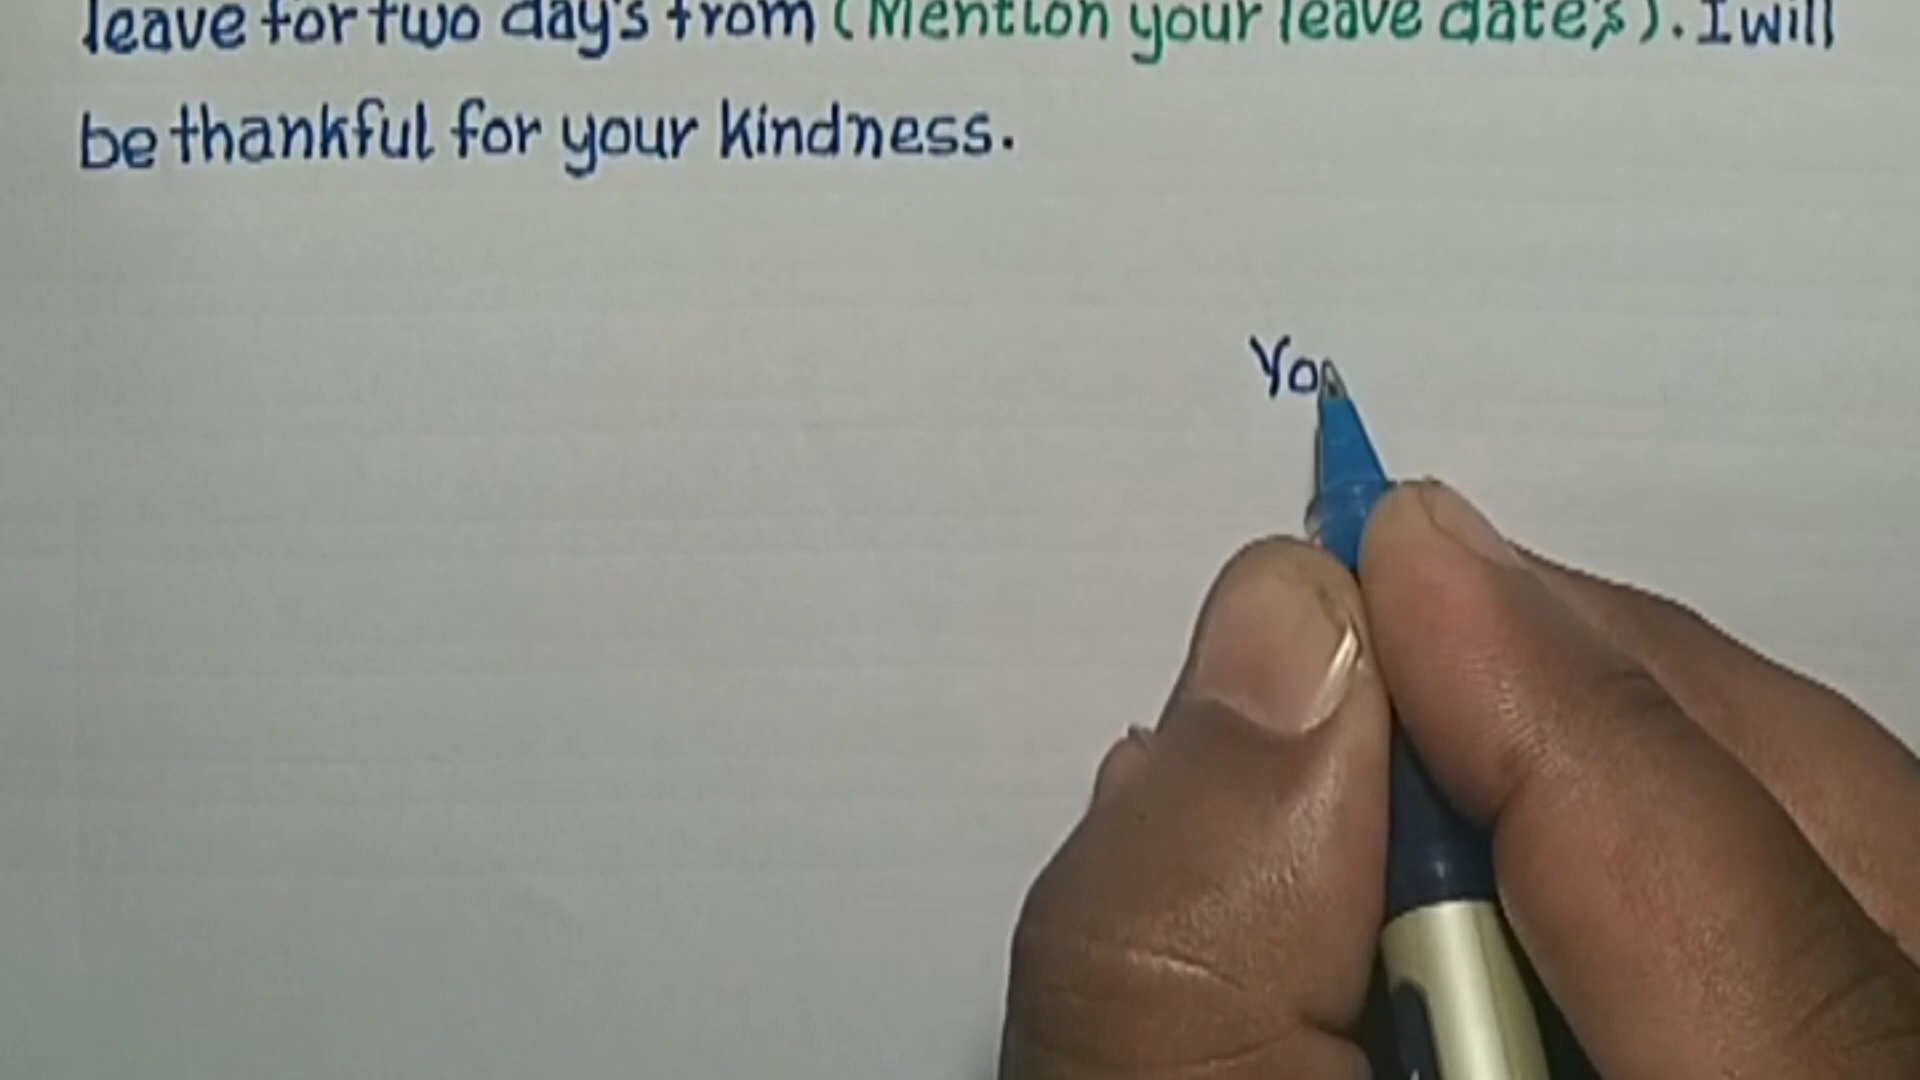 leave for two days from (Mention your leave dates). I will
be thankful for your kindness.
Yo